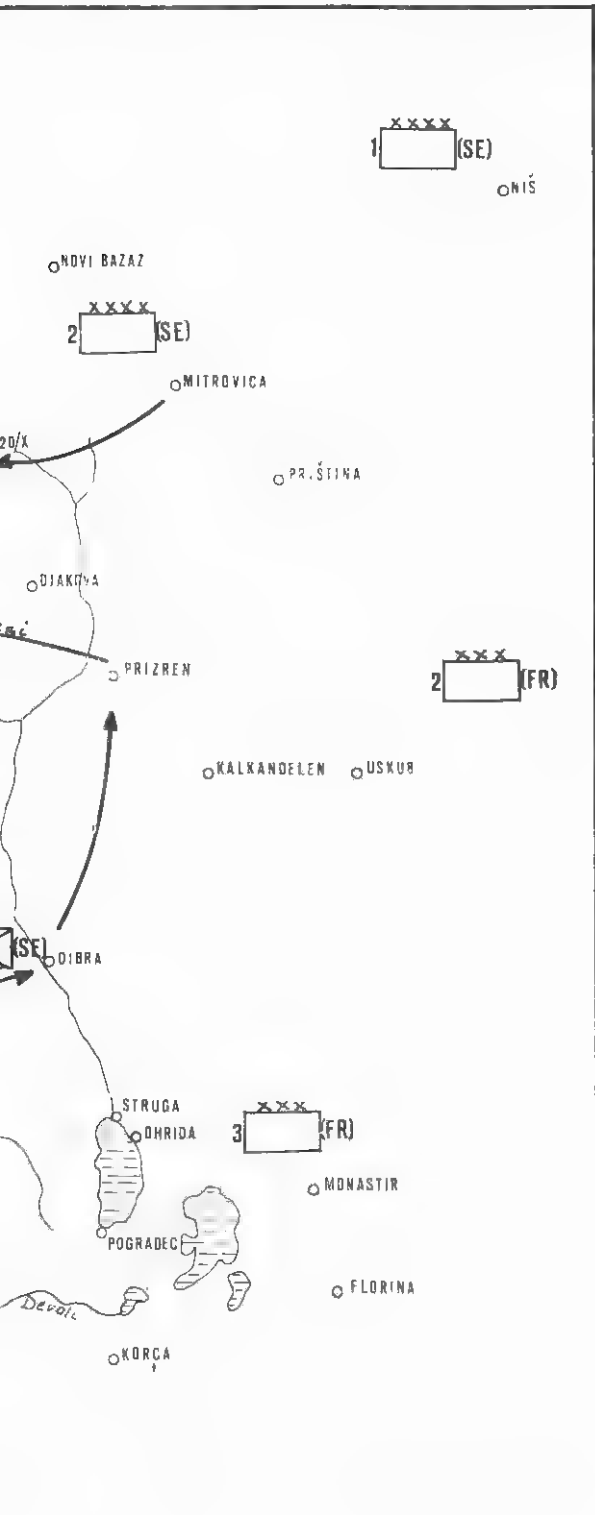 XXXX
1 (SE)
NIŠ
NOVI BAZAZ
XXXX
2 (SE)
MITROVICA
20/X
PRIŠTINA
DJAKOVA
PRIZREN
XXX
2 (FR)
KALKANDELEN
USKUB
(SE)
DIBRA
STRUGA
OHRIDA
XXX
3 (FR)
MONASTIR
POGRADEC
FLORINA
Devoli
KORÇA